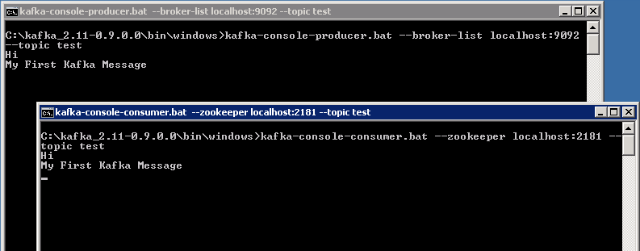 kafka-console-producer.bat --broker-list localhost:9092 --topic test
C:\kafka_2.11-0.9.0.0\bin\windows>kafka-console-producer.bat --broker-list localhost:9092
--topic test
Hi
My First Kafka Message
kafka-console-consumer.bat --zookeeper localhost:2181 --topic test
C:\kafka_2.11-0.9.0.0\bin\windows>kafka-console-consumer.bat --zookeeper localhost:2181 --
topic test
Hi
My First Kafka Message